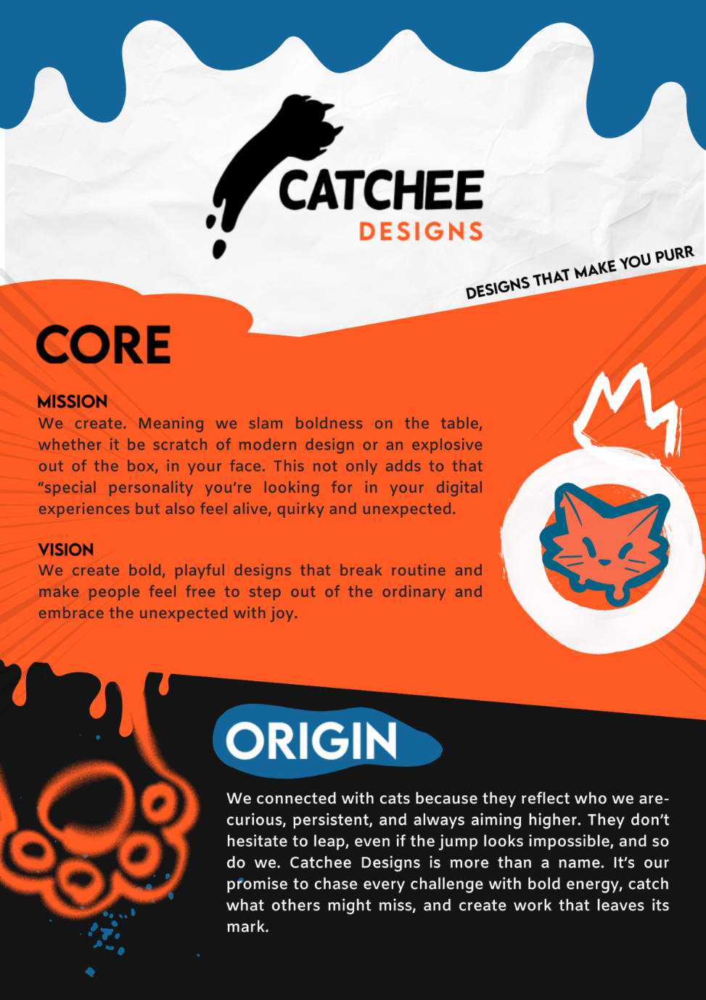 CATCHEE
DESIGNS
DESIGNS THAT MAKE YOU PURR
CORE
MISSION
We create. Meaning we slam boldness on the table,
whether it be scratch of modern design or an explosive
out of the box, in your face. This not only adds to that
“special personality you’re looking for in your digital
experiences but also feel alive, quirky and unexpected.
VISION
We create bold, playful designs that break routine and
make people feel free to step out of the ordinary and
embrace the unexpected with joy.
ORIGIN
We connected with cats because they reflect who we are-
curious, persistent, and always aiming higher. They don’t
hesitate to leap, even if the jump looks impossible, and so
do we. Catchee Designs is more than a name. It’s our
promise to chase every challenge with bold energy, catch
what others might miss, and create work that leaves its
mark.